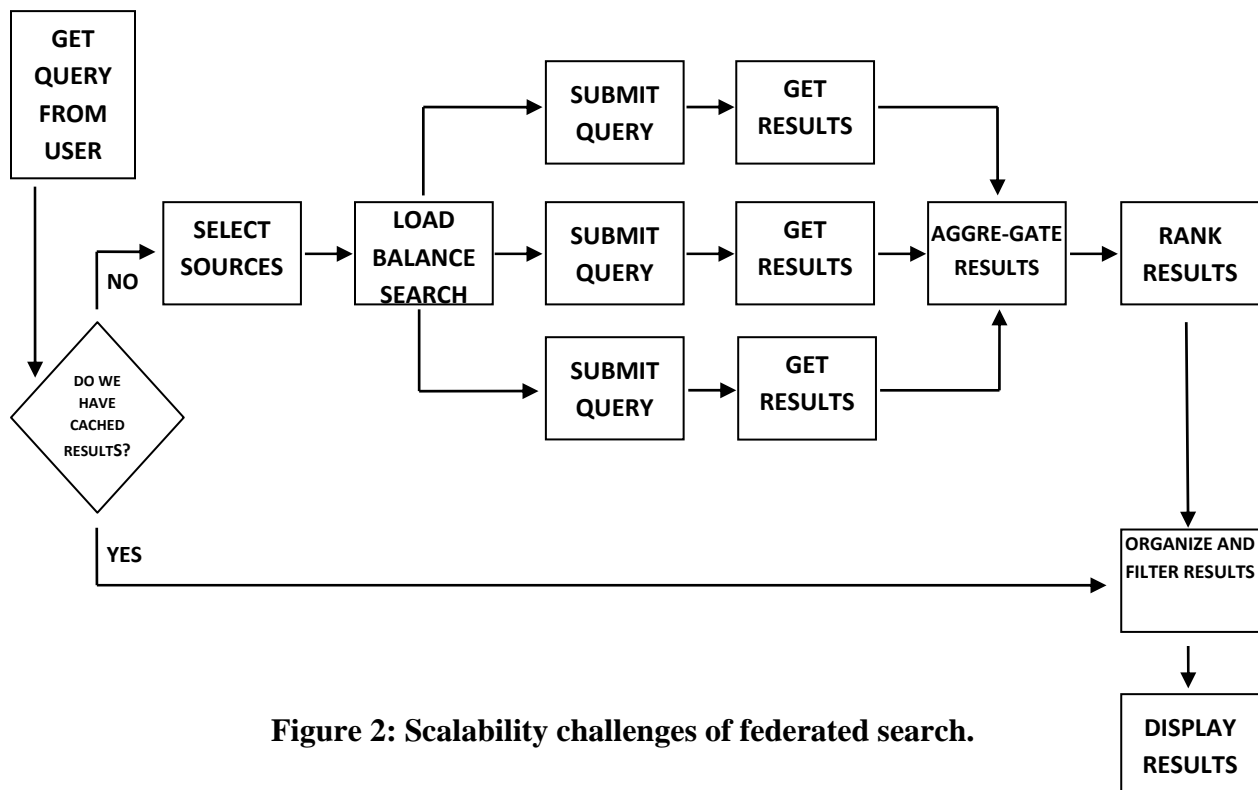 GET
QUERY
FROM
USER
DO WE
HAVE
CACHED
RESULTS?
NO
YES
SELECT
SOURCES
LOAD
BALANCE
SEARCH
SUBMIT
QUERY
GET
RESULTS
SUBMIT
QUERY
GET
RESULTS
SUBMIT
QUERY
GET
RESULTS
AGGRE-GATE
RESULTS
RANK
RESULTS
ORGANIZE AND
FILTER RESULTS
DISPLAY
RESULTS
Figure 2: Scalability challenges of federated search.